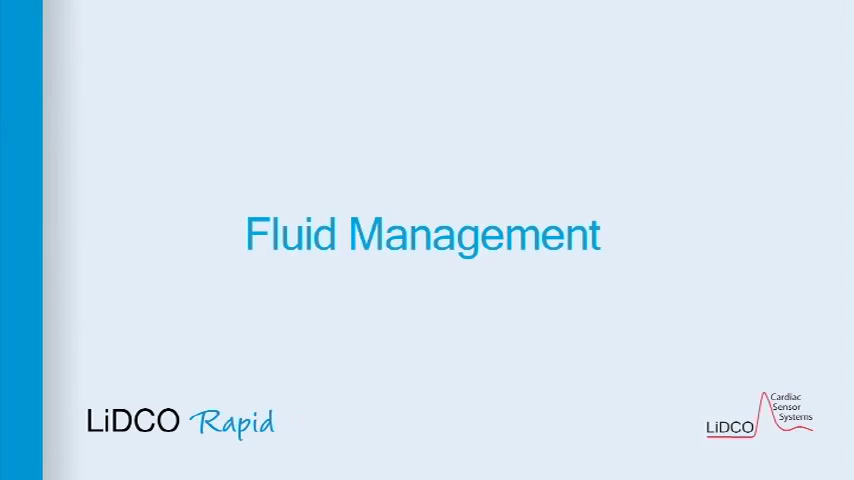 Fluid Management
LiDCO Rapid
Cardiac
Sensor
Systems
LiDCO